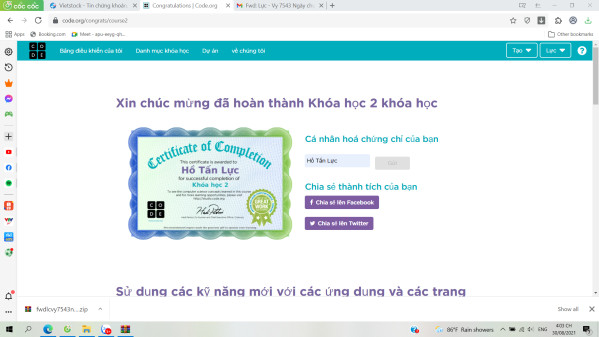 cốc cốc
Vietstock - Tin chứng khoán
Congratulations | Code.org
Fwd: Lực - Vy 7543 Ngày ch
code.org/congrats/course2
Apps
Booking.com
Meet - zpu-wvyg-qh...
Other bookmarks
CODE
Bảng điều khiển của tôi
Danh mục khóa học
Dự án
về chúng tôi
Tạo
Lực
?
Xin chúc mừng đã hoàn thành Khóa học 2 khóa học
Certificate of Completion
This certificate is awarded to
Hồ Tấn Lực
for successful completion of
Khóa học 2
CODE
GREAT WORK
Cá nhân hoá chứng chỉ của bạn
Hồ Tấn Lực
Chia sẻ thành tích của bạn
Chia sẻ lên Facebook
Chia sẻ lên Twitter
Sử dụng các kỹ năng mới với các ứng dụng và các trang
fwdlcvy7543n....zip
Show all
86°F Rain showers
ENG
4:03 CH
30/08/2021